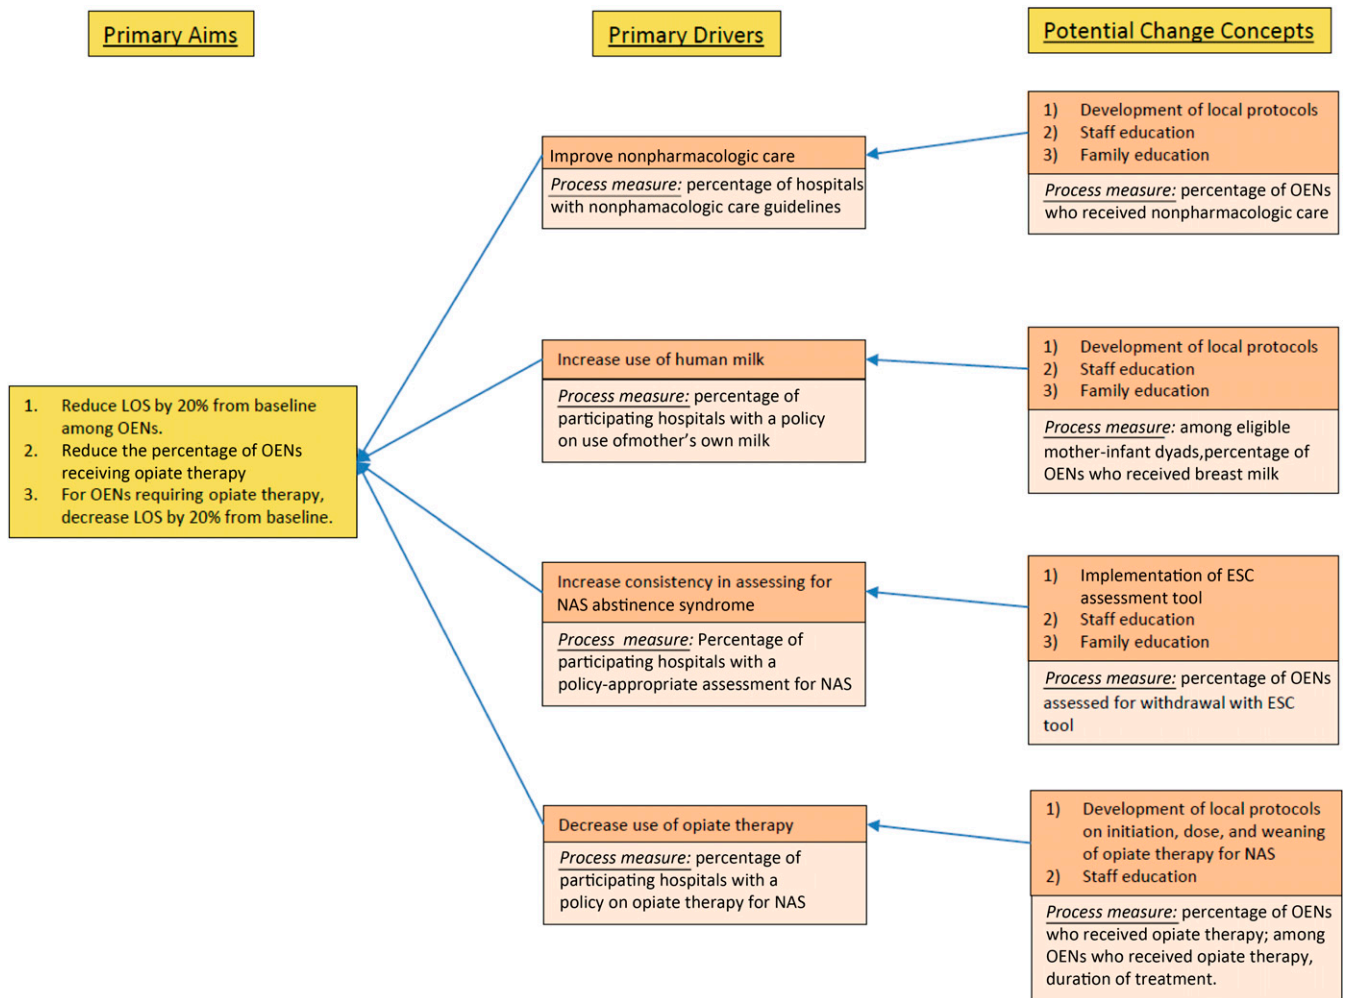 Primary Aims
Primary Drivers
Potential Change Concepts
1. Reduce LOS by 20% from baseline
among OENs.
2. Reduce the percentage of OENs
receiving opiate therapy
3. For OENs requiring opiate therapy,
decrease LOS by 20% from baseline.
Improve nonpharmacologic care
Process measure: percentage of hospitals
with nonphamacologic care guidelines
1) Development of local protocols
2) Staff education
3) Family education
Process measure: percentage of OENs
who received nonpharmacologic care
Increase use of human milk
Process measure: percentage of
participating hospitals with a policy
on use ofmother’s own milk
1) Development of local protocols
2) Staff education
3) Family education
Process measure: among eligible
mother-infant dyads,percentage of
OENs who received breast milk
Increase consistency in assessing for
NAS abstinence syndrome
Process measure: Percentage of
participating hospitals with a
policy-appropriate assessment for NAS
1) Implementation of ESC
assessment tool
2) Staff education
3) Family education
Process measure: percentage of OENs
assessed for withdrawal with ESC
tool
Decrease use of opiate therapy
Process measure: percentage of
participating hospitals with a
policy on opiate therapy for NAS
1) Development of local protocols
on initiation, dose, and weaning
of opiate therapy for NAS
2) Staff education
Process measure: percentage of OENs
who received opiate therapy; among
OENs who received opiate therapy,
duration of treatment.